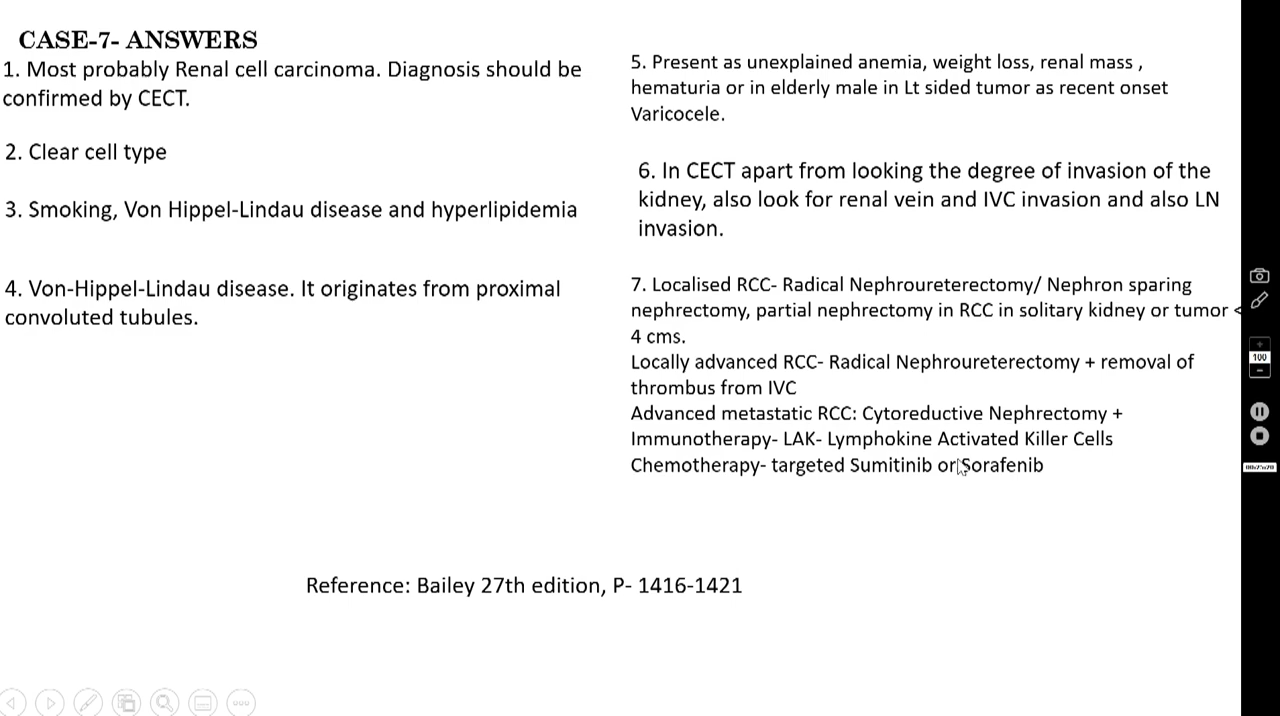 CASE-7- ANSWERS
1. Most probably Renal cell carcinoma. Diagnosis should be
confirmed by CECT.
2. Clear cell type
3. Smoking, Von Hippel-Lindau disease and hyperlipidemia
4. Von-Hippel-Lindau disease. It originates from proximal
convoluted tubules.
5. Present as unexplained anemia, weight loss, renal mass ,
hematuria or in elderly male in Lt sided tumor as recent onset
Varicocele.
6. In CECT apart from looking the degree of invasion of the
kidney, also look for renal vein and IVC invasion and also LN
invasion.
7. Localised RCC- Radical Nephroureterectomy/ Nephron sparing
nephrectomy, partial nephrectomy in RCC in solitary kidney or tumor <
4 cms.
Locally advanced RCC- Radical Nephroureterectomy + removal of
thrombus from IVC
Advanced metastatic RCC: Cytoreductive Nephrectomy +
Immunotherapy- LAK- Lymphokine Activated Killer Cells
Chemotherapy- targeted Sumitinib or Sorafenib
Reference: Bailey 27th edition, P- 1416-1421
100